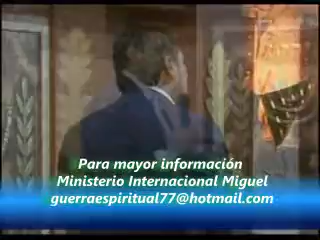 Para mayor información
Ministerio Internacional Miguel
guerraespiritual77@hotmail.com